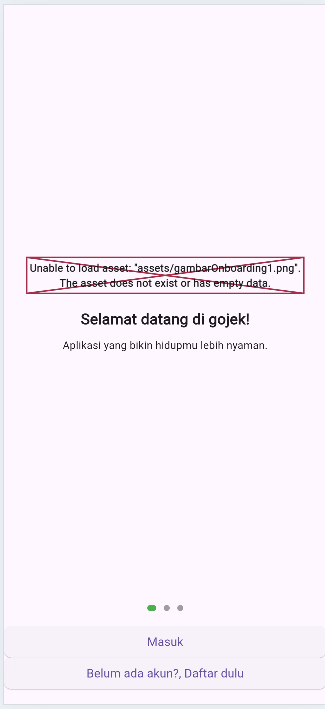 Unable to load asset: "assets/gambarOnboarding1.png".
The asset does not exist or has empty data.
Selamat datang di gojek!
Aplikasi yang bikin hidupmu lebih nyaman.
Masuk
Belum ada akun?, Daftar dulu